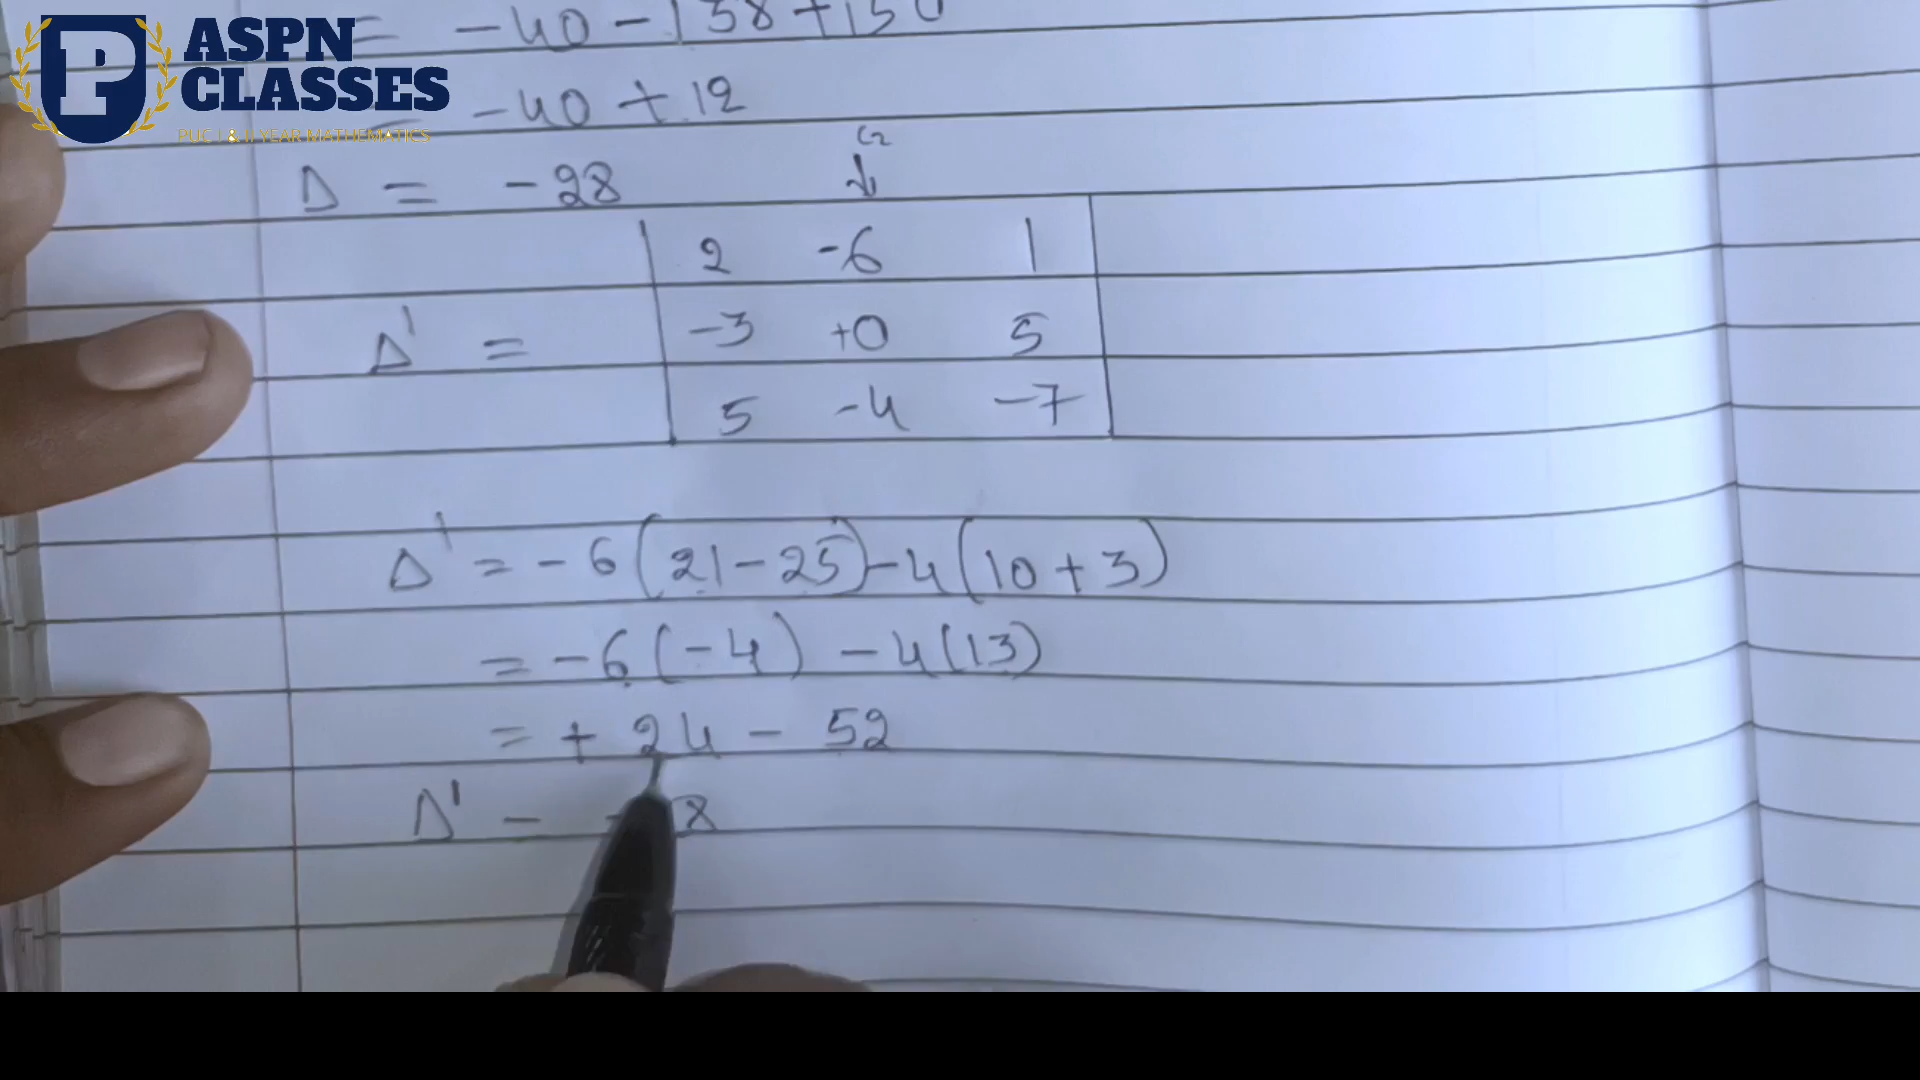 = -40 - 138 + 150
ASPN
CLASSES
PUC I & II YEAR MATHEMATICS
= -40 + 12
C2
Δ = -28 ↓
2 -6 1
Δ' = -3 +0 5
5 -4 -7
Δ' = -6(21-25)-4(10+3)
= -6(-4) -4(13)
= + 24 - 52
Δ' = - 8